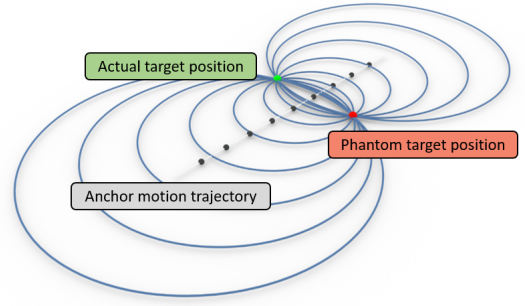 Actual target position
Phantom target position
Anchor motion trajectory